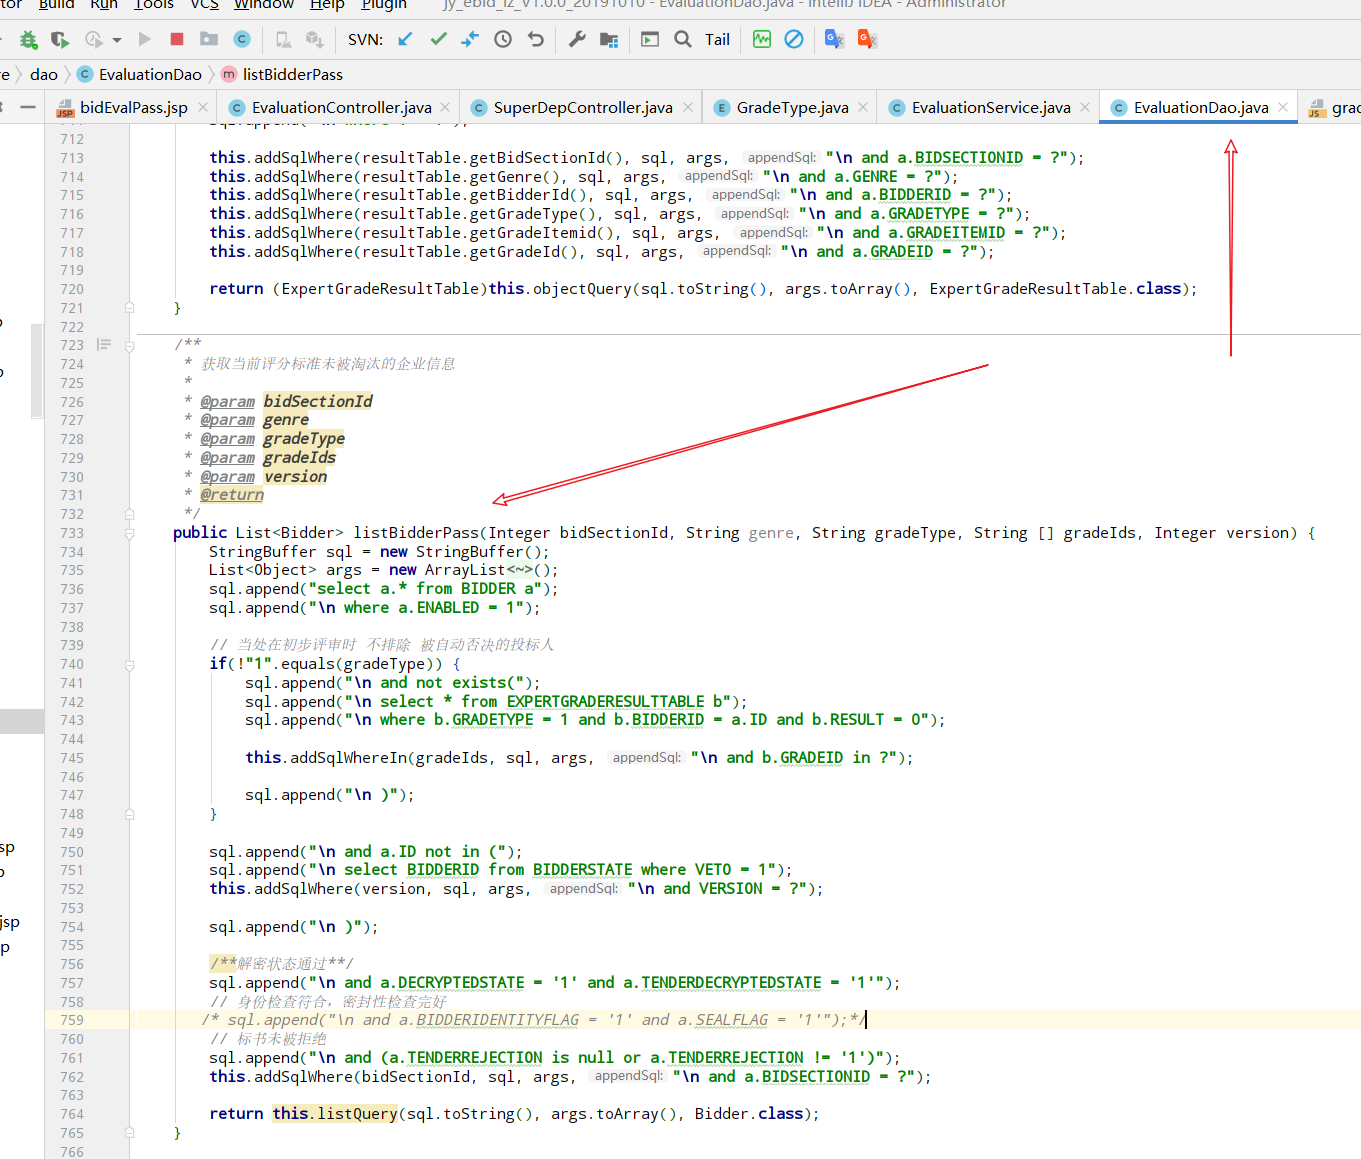 Build Run Tools VCS Window Help Plugin jy_ebid_lz_v1.0.0_20191010 - EvaluationDao.java - IntelliJ IDEA - Administrator
SVN: Tail
re dao EvaluationDao listBidderPass
bidEvalPass.jsp EvaluationController.java SuperDepController.java GradeType.java EvaluationService.java EvaluationDao.java grad
712
713 this.addSqlWhere(resultTable.getBidSectionId(), sql, args, appendSql: "\n and a.BIDSECTIONID = ?");
714 this.addSqlWhere(resultTable.getGenre(), sql, args, appendSql: "\n and a.GENRE = ?");
715 this.addSqlWhere(resultTable.getBidderId(), sql, args, appendSql: "\n and a.BIDDERID = ?");
716 this.addSqlWhere(resultTable.getGradeType(), sql, args, appendSql: "\n and a.GRADETYPE = ?");
717 this.addSqlWhere(resultTable.getGradeItemid(), sql, args, appendSql: "\n and a.GRADEITEMID = ?");
718 this.addSqlWhere(resultTable.getGradeId(), sql, args, appendSql: "\n and a.GRADEID = ?");
719
720 return (ExpertGradeResultTable)this.objectQuery(sql.toString(), args.toArray(), ExpertGradeResultTable.class);
721 }
722
723 /**
724 * 获取当前评分标准未被淘汰的企业信息
725 *
726 * @param bidSectionId
727 * @param genre
728 * @param gradeType
729 * @param gradeIds
730 * @param version
731 * @return
732 */
733 public List<Bidder> listBidderPass(Integer bidSectionId, String genre, String gradeType, String [] gradeIds, Integer version) {
734 StringBuffer sql = new StringBuffer();
735 List<Object> args = new ArrayList<~>();
736 sql.append("select a.* from BIDDER a");
737 sql.append("\n where a.ENABLED = 1");
738
739 // 当处在初步评审时 不排除 被自动否决的投标人
740 if(!"1".equals(gradeType)) {
741 sql.append("\n and not exists(");
742 sql.append("\n select * from EXPERTGRADERESULTTABLE b");
743 sql.append("\n where b.GRADETYPE = 1 and b.BIDDERID = a.ID and b.RESULT = 0");
744
745 this.addSqlWhereIn(gradeIds, sql, args, appendSql: "\n and b.GRADEID in ?");
746
747 sql.append("\n )");
748 }
749
750 sql.append("\n and a.ID not in (");
751 sql.append("\n select BIDDERID from BIDDERSTATE where VETO = 1");
752 this.addSqlWhere(version, sql, args, appendSql: "\n and VERSION = ?");
753
754 sql.append("\n )");
755
756 /**解密状态通过**/
757 sql.append("\n and a.DECRYPTEDSTATE = '1' and a.TENDERDECRYPTEDSTATE = '1'");
758 // 身份检查符合，密封性检查完好
759 /* sql.append("\n and a.BIDDERIDENTITYFLAG = '1' and a.SEALFLAG = '1'");*/
760 // 标书未被拒绝
761 sql.append("\n and (a.TENDERREJECTION is null or a.TENDERREJECTION != '1')");
762 this.addSqlWhere(bidSectionId, sql, args, appendSql: "\n and a.BIDSECTIONID = ?");
763
764 return this.listQuery(sql.toString(), args.toArray(), Bidder.class);
765 }
766